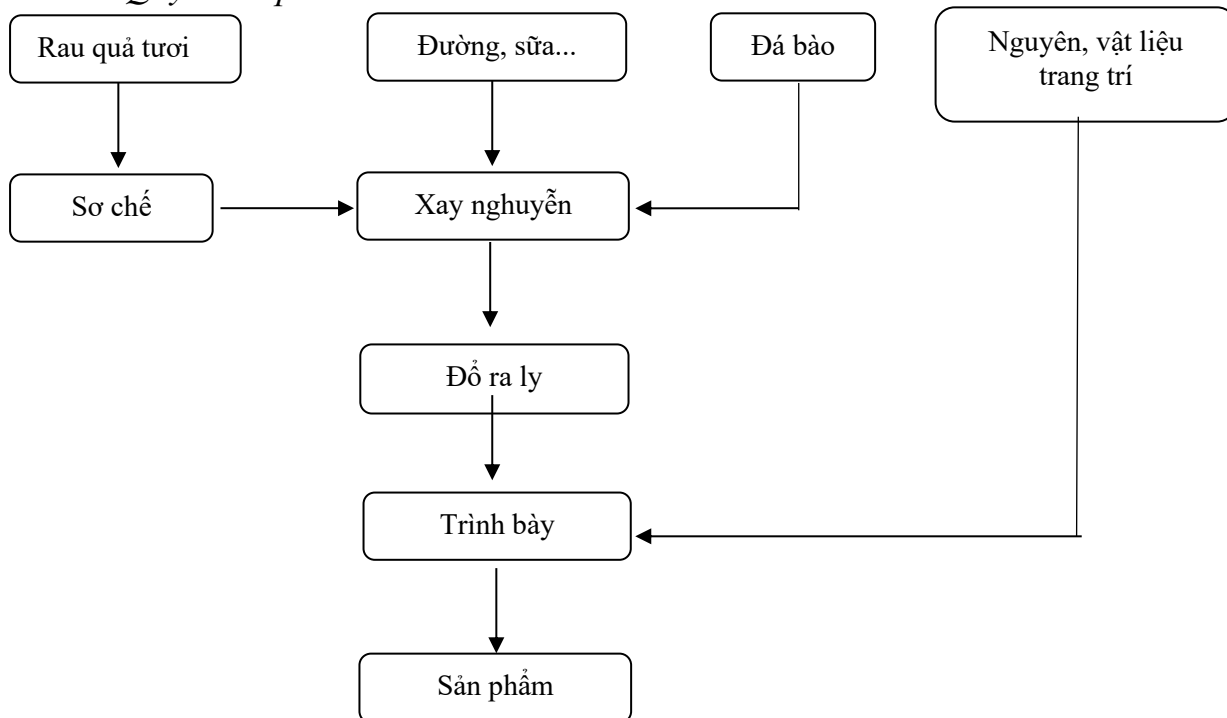 Rau quả tươi
Đường, sữa...
Đá bào
Nguyên, vật liệu
trang trí
Sơ chế
Xay nghuyễn
Đổ ra ly
Trình bày
Sản phẩm